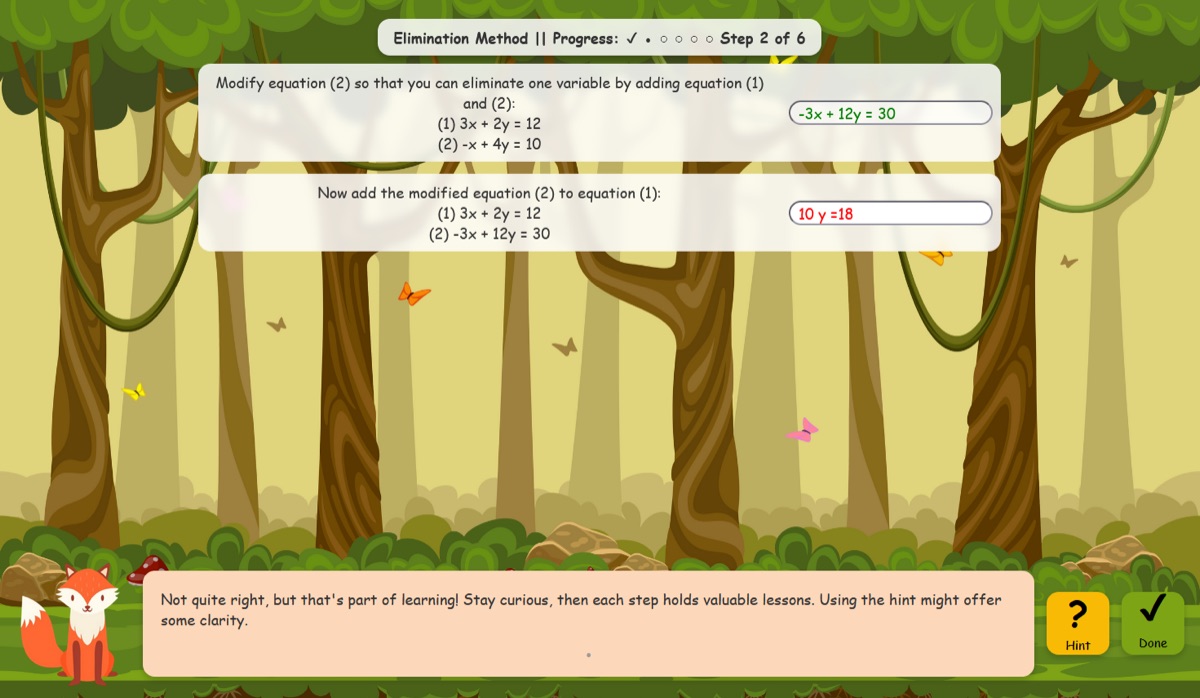 Elimination Method || Progress: ✓ • ○ ○ ○ ○ Step 2 of 6
Modify equation (2) so that you can eliminate one variable by adding equation (1)
and (2):
(1) 3x + 2y = 12
(2) -x + 4y = 10
-3x + 12y = 30
Now add the modified equation (2) to equation (1):
(1) 3x + 2y = 12
(2) -3x + 12y = 30
10 y =18
Not quite right, but that's part of learning! Stay curious, then each step holds valuable lessons. Using the hint might offer
some clarity.
?
Hint
✓
Done